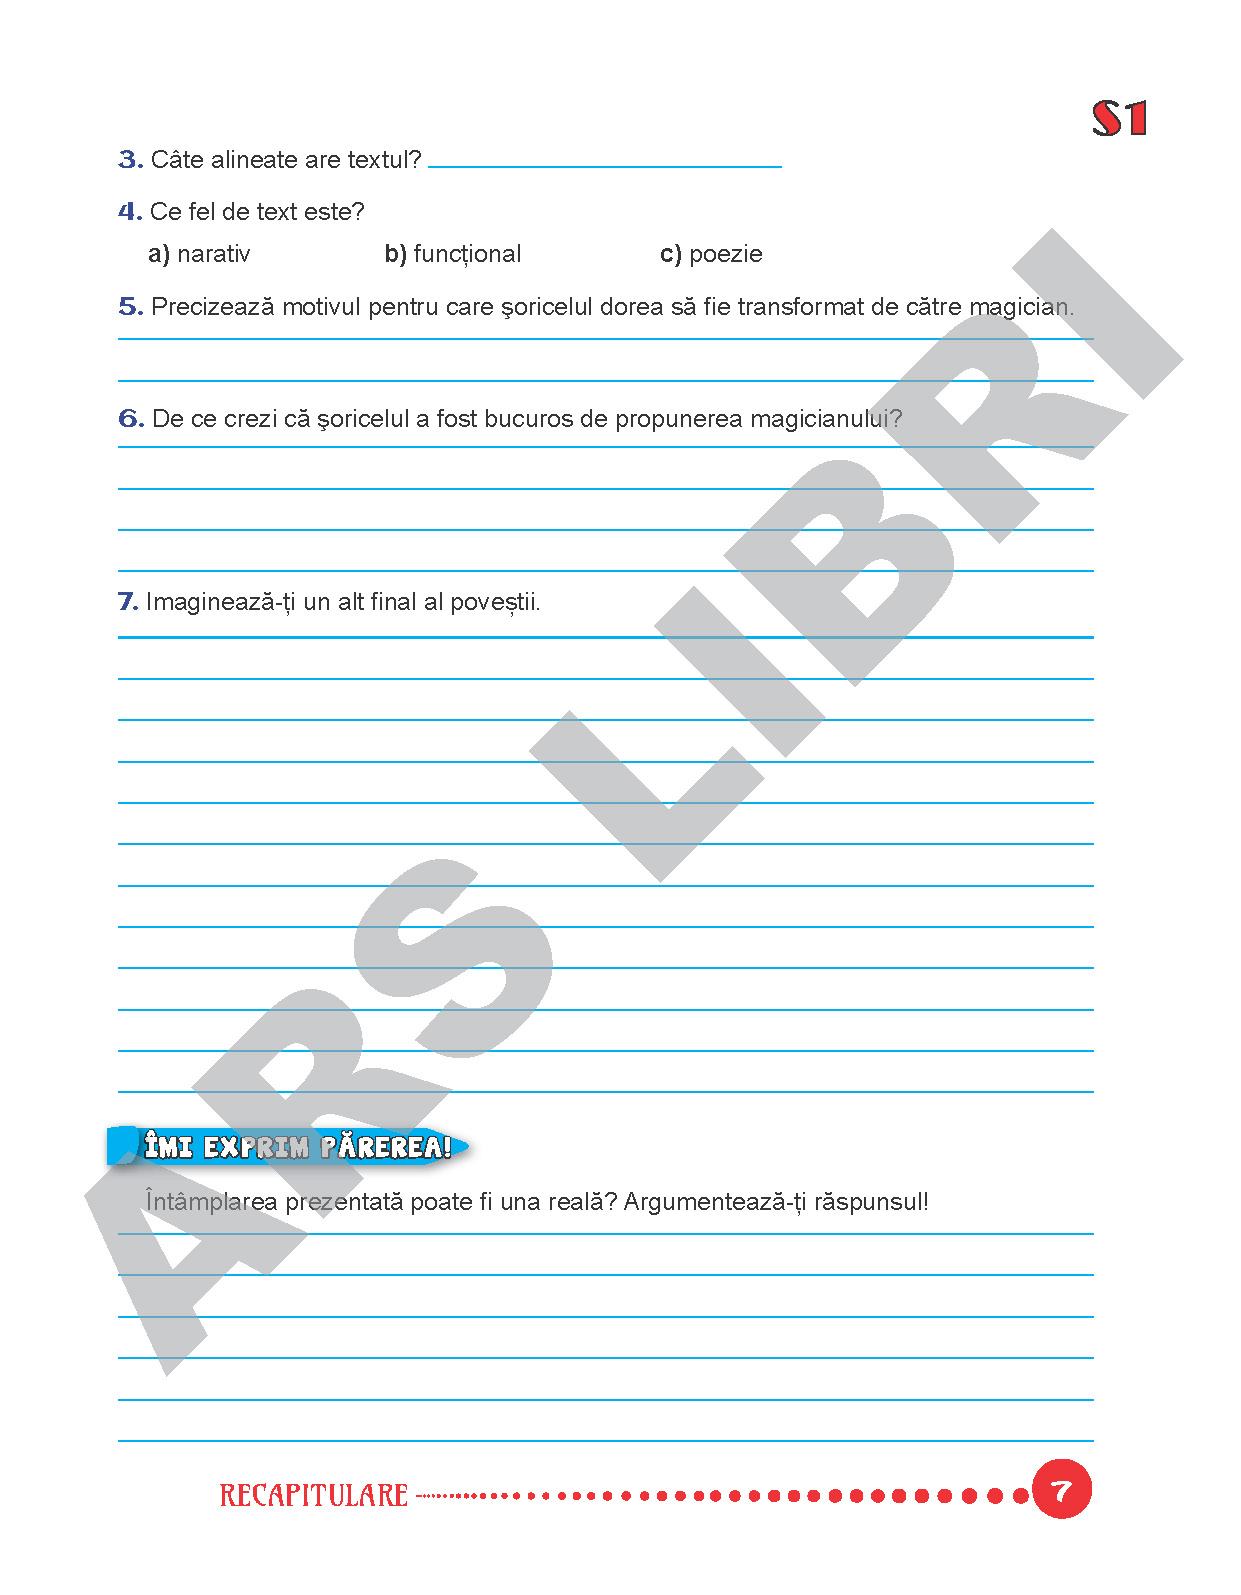 S1
3. Câte alineate are textul?
4. Ce fel de text este?
a) narativ b) funcțional c) poezie
5. Precizează motivul pentru care şoricelul dorea să fie transformat de către magician.
6. De ce crezi că şoricelul a fost bucuros de propunerea magicianului?
7. Imaginează-ți un alt final al poveștii.
ÎMI EXPRIM PĂREREA!
Întâmplarea prezentată poate fi una reală? Argumentează-ți răspunsul!
RECAPITULARE 7
ARS LIBRI